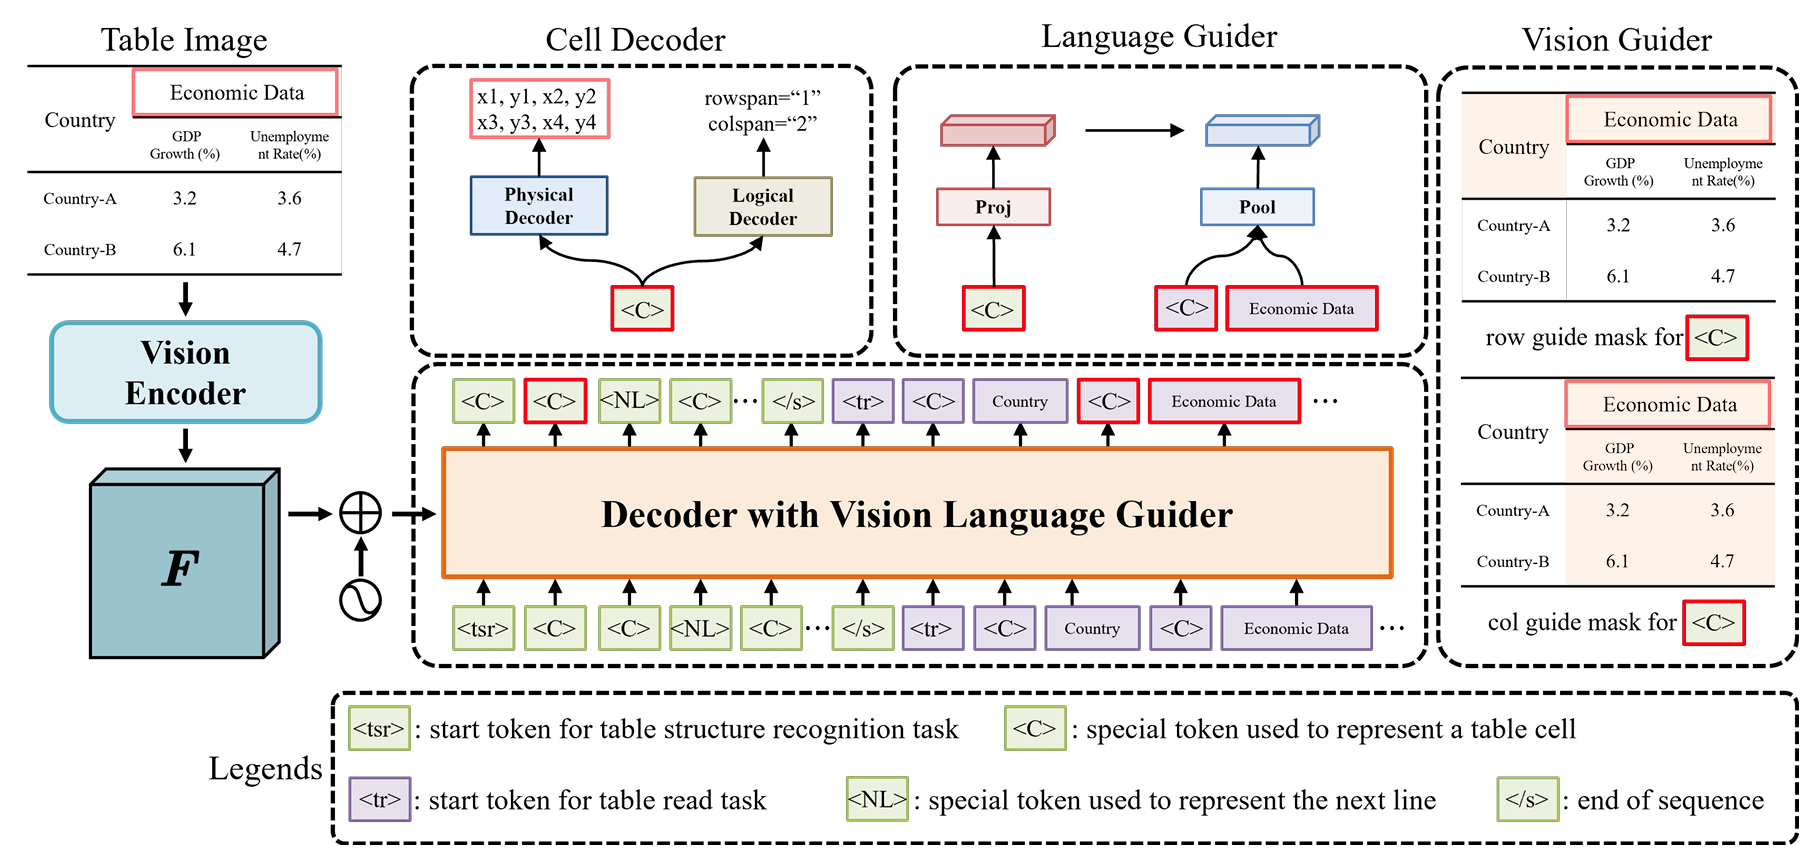 Table Image
Economic Data
Country
GDP
Growth (%)
Unemployme
nt Rate(%)
Country-A 3.2 3.6
Country-B 6.1 4.7
Vision
Encoder
F
Cell Decoder
x1, y1, x2, y2
x3, y3, x4, y4
rowspan=“1”
colspan=“2”
Physical
Decoder
Logical
Decoder
<C>
Language Guider
Proj
Pool
<C>
<C> Economic Data
<C> <C> <NL> <C> ··· </s> <tr> <C> Country <C> Economic Data ···
Decoder with Vision Language Guider
<tsr> <C> <C> <NL> <C> ··· </s> <tr> <C> Country <C> Economic Data ···
Vision Guider
Economic Data
Country
GDP
Growth (%)
Unemployme
nt Rate(%)
Country-A 3.2 3.6
Country-B 6.1 4.7
row guide mask for <C>
Economic Data
Country
GDP
Growth (%)
Unemployme
nt Rate(%)
Country-A 3.2 3.6
Country-B 6.1 4.7
col guide mask for <C>
Legends
<tsr> : start token for table structure recognition task
<C> : special token used to represent a table cell
<tr> : start token for table read task
<NL> : special token used to represent the next line
</s> : end of sequence